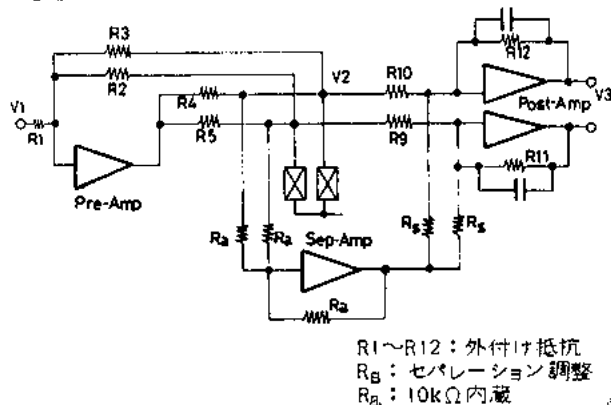 R3
R2
R12
V1
R4
V2
R10
Post-Amp
V3
R1
R5
R9
Pre-Amp
R11
Ra
Ra
Sep-Amp
Rs
Rs
Ra
R1~R12：外付け抵抗
Rs：セパレーション調整
Ra：10kΩ内蔵